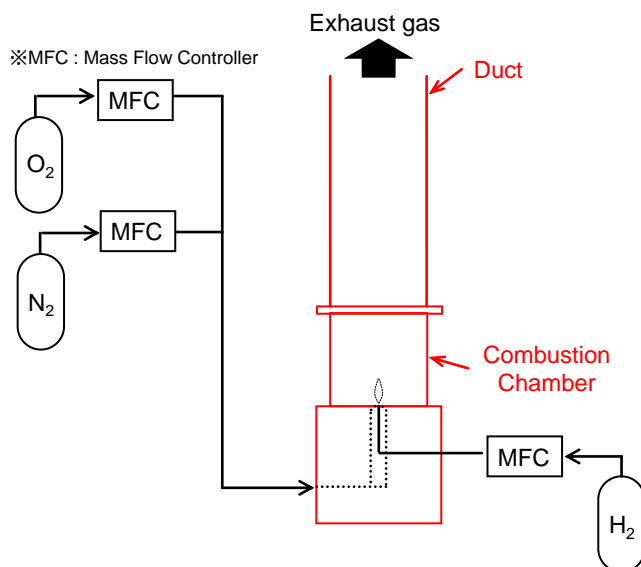 Exhaust gas
※MFC : Mass Flow Controller
Duct
MFC
O₂
MFC
N₂
Combustion
Chamber
MFC
H₂